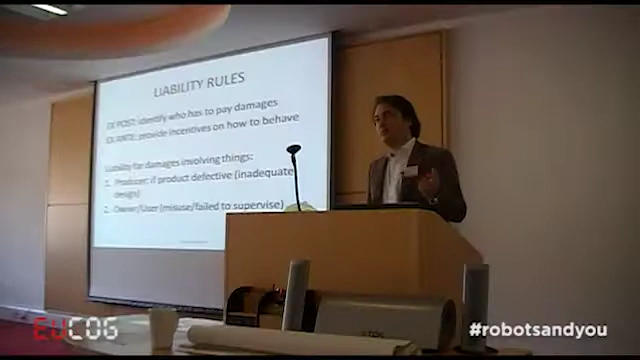 LIABILITY RULES
EX POST: identify who has to pay damages
EX ANTE: provide incentives on how to behave
Liability for damages involving things:
1. Producer: if product defective (inadequate
design)
2. Owner/User (misuse/failed to supervise)
EUCOG
#robotsandyou